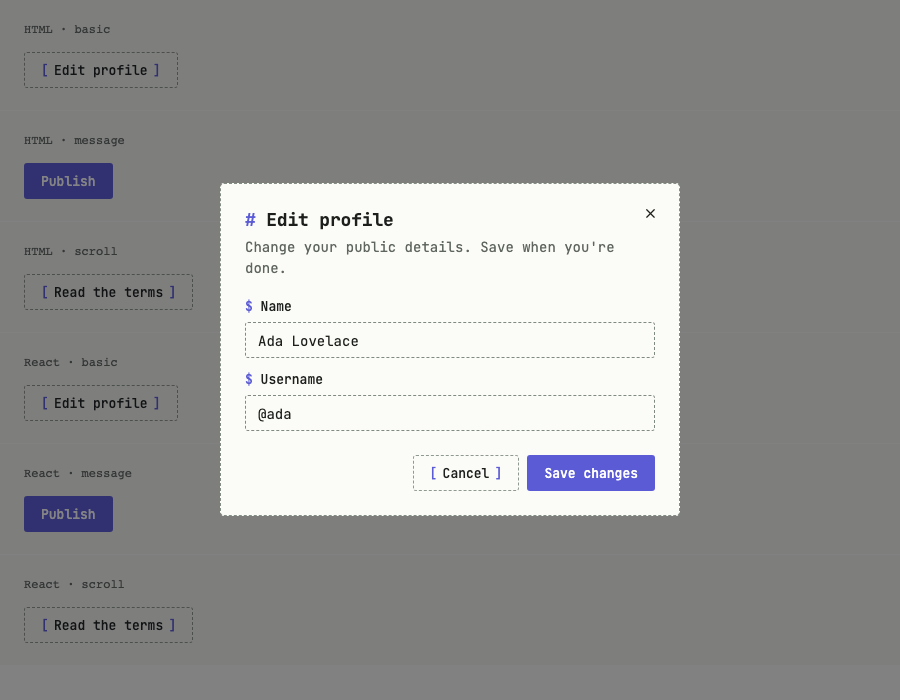 HTML · basic
[ Edit profile ]
HTML · message
Publish
HTML · scroll
[ Read the terms ]
React · basic
[ Edit profile ]
React · message
Publish
React · scroll
[ Read the terms ]
# Edit profile
×
Change your public details. Save when you're
done.
$ Name
Ada Lovelace
$ Username
@ada
[ Cancel ] Save changes